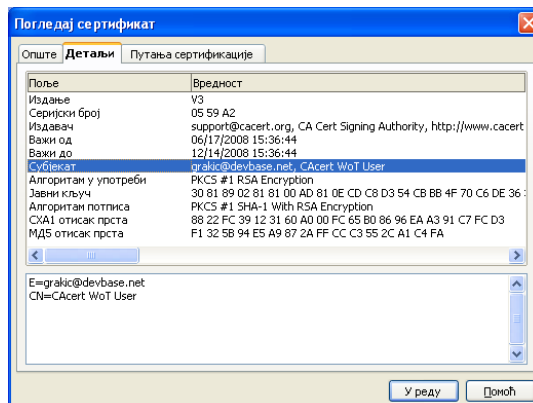 Погледај сертификат
Опште Детаљи Путања сертификације
Поље Вредност
Издање V3
Серијски број 05 59 A2
Издавач support@cacert.org, CA Cert Signing Authority, http://www.cacert
Важи од 06/17/2008 15:36:44
Важи до 12/14/2008 15:36:44
Субјекат grakic@devbase.net, CAcert WoT User
Алгоритам у употреби PKCS #1 RSA Encryption
Јавни кључ 30 81 89 02 81 81 00 AD 81 0E CD C8 D3 54 CB BB 4F 70 C6 DE 36
Алгоритам потписа PKCS #1 SHA-1 With RSA Encryption
СХА1 отисак прста 88 22 FC 39 12 31 60 A0 00 FC 65 B0 86 96 EA A3 91 C7 FC D3
МД5 отисак прста F1 32 5B 94 E5 A9 87 2A FF CC C3 55 2C A1 C4 FA
E=grakic@devbase.net
CN=CAcert WoT User
У реду Помоћ